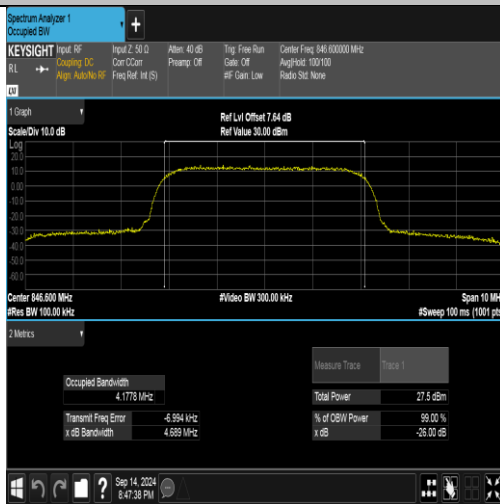 Spectrum Analyzer 1
Occupied BW
+
KEYSIGHT Input: RF Input Z: 50 Ω Atten: 40 dB Trig: Free Run Center Freq: 846.600000 MHz
RL Coupling: DC Corr CCorr Preamp: Off Gate: Off Avg|Hold: 100/100
Align: Auto/No RF Freq Ref: Int (S) #IF Gain: Low Radio Std: None
1 Graph
Ref Lvl Offset 7.64 dB
Scale/Div 10.0 dB Ref Value 30.00 dBm
Log
20.0
10.0
0.00
-10.0
-20.0
-30.0
-40.0
-50.0
-60.0
Center 846.600 MHz #Video BW 300.00 kHz Span 10 MH
#Res BW 100.00 kHz #Sweep 100 ms (1001 pts
2 Metrics
Measure Trace Trace 1
Occupied Bandwidth
4.1778 MHz Total Power 27.5 dBm
Transmit Freq Error -6.994 kHz % of OBW Power 99.00 %
x dB Bandwidth 4.689 MHz x dB -26.00 dB
? Sep 14, 2024
8:47:38 PM